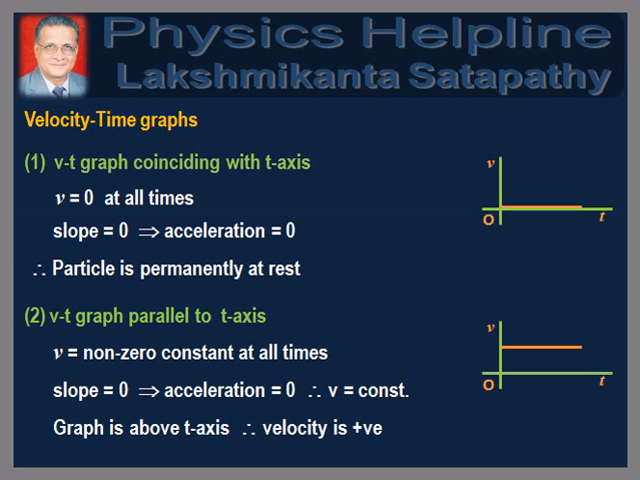 Physics Helpline
Lakshmikanta Satapathy
Velocity-Time graphs
(1) v-t graph coinciding with t-axis
v = 0 at all times
slope = 0 ⇒ acceleration = 0
∴ Particle is permanently at rest
v
O
t
(2) v-t graph parallel to t-axis
v = non-zero constant at all times
slope = 0 ⇒ acceleration = 0 ∴ v = const.
Graph is above t-axis ∴ velocity is +ve
v
O
t